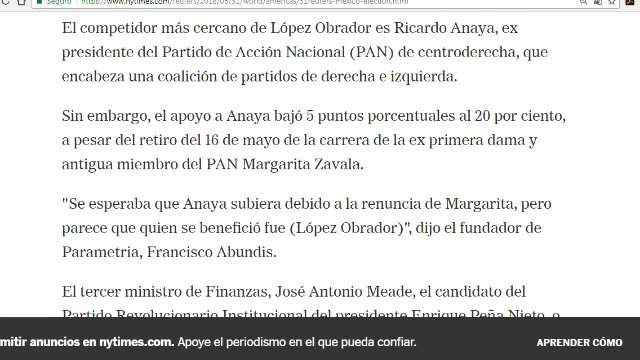 Seguro
https://www.nytimes.com/reuters/2018/05/31/world/americas/31reuters-mexico-election.html
El competidor más cercano de López Obrador es Ricardo Anaya, ex
presidente del Partido de Acción Nacional (PAN) de centroderecha, que
encabeza una coalición de partidos de derecha e izquierda.
Sin embargo, el apoyo a Anaya bajó 5 puntos porcentuales al 20 por ciento,
a pesar del retiro del 16 de mayo de la carrera de la ex primera dama y
antigua miembro del PAN Margarita Zavala.
"Se esperaba que Anaya subiera debido a la renuncia de Margarita, pero
parece que quien se benefició fue (López Obrador)", dijo el fundador de
Parametria, Francisco Abundis.
El tercer ministro de Finanzas, José Antonio Meade, el candidato del
Partido Revolucionario Institucional del presidente Enrique Peña Nieto, o
mitir anuncios en nytimes.com. Apoye el periodismo en el que pueda confiar.
APRENDER CÓMO